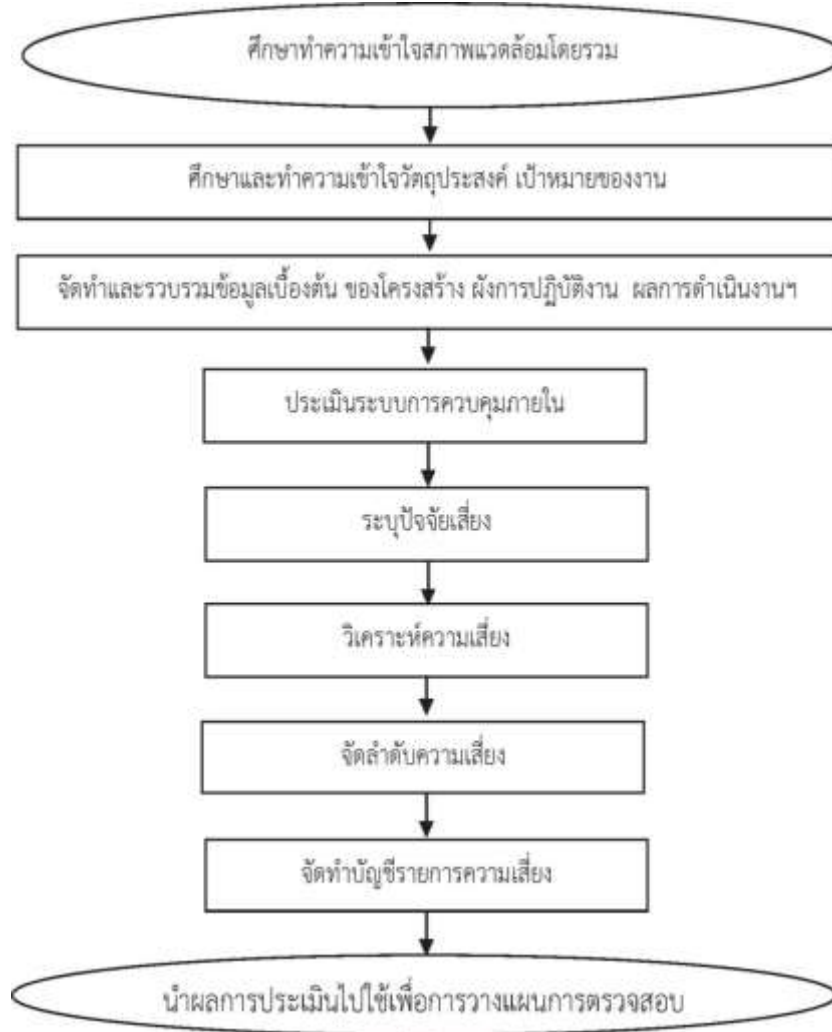 ศึกษาทำความเข้าใจสภาพแวดล้อมโดยรวม
ศึกษาและทำความเข้าใจวัตถุประสงค์ เป้าหมายของงาน
จัดทำและรวบรวมข้อมูลเบื้องต้น ของโครงสร้าง ผังการปฏิบัติงาน ผลการดำเนินงานฯ
ประเมินระบบการควบคุมภายใน
ระบุปัจจัยเสี่ยง
วิเคราะห์ความเสี่ยง
จัดลำดับความเสี่ยง
จัดทำบัญชีรายการความเสี่ยง
นำผลการประเมินไปใช้เพื่อการวางแผนการตรวจสอบ